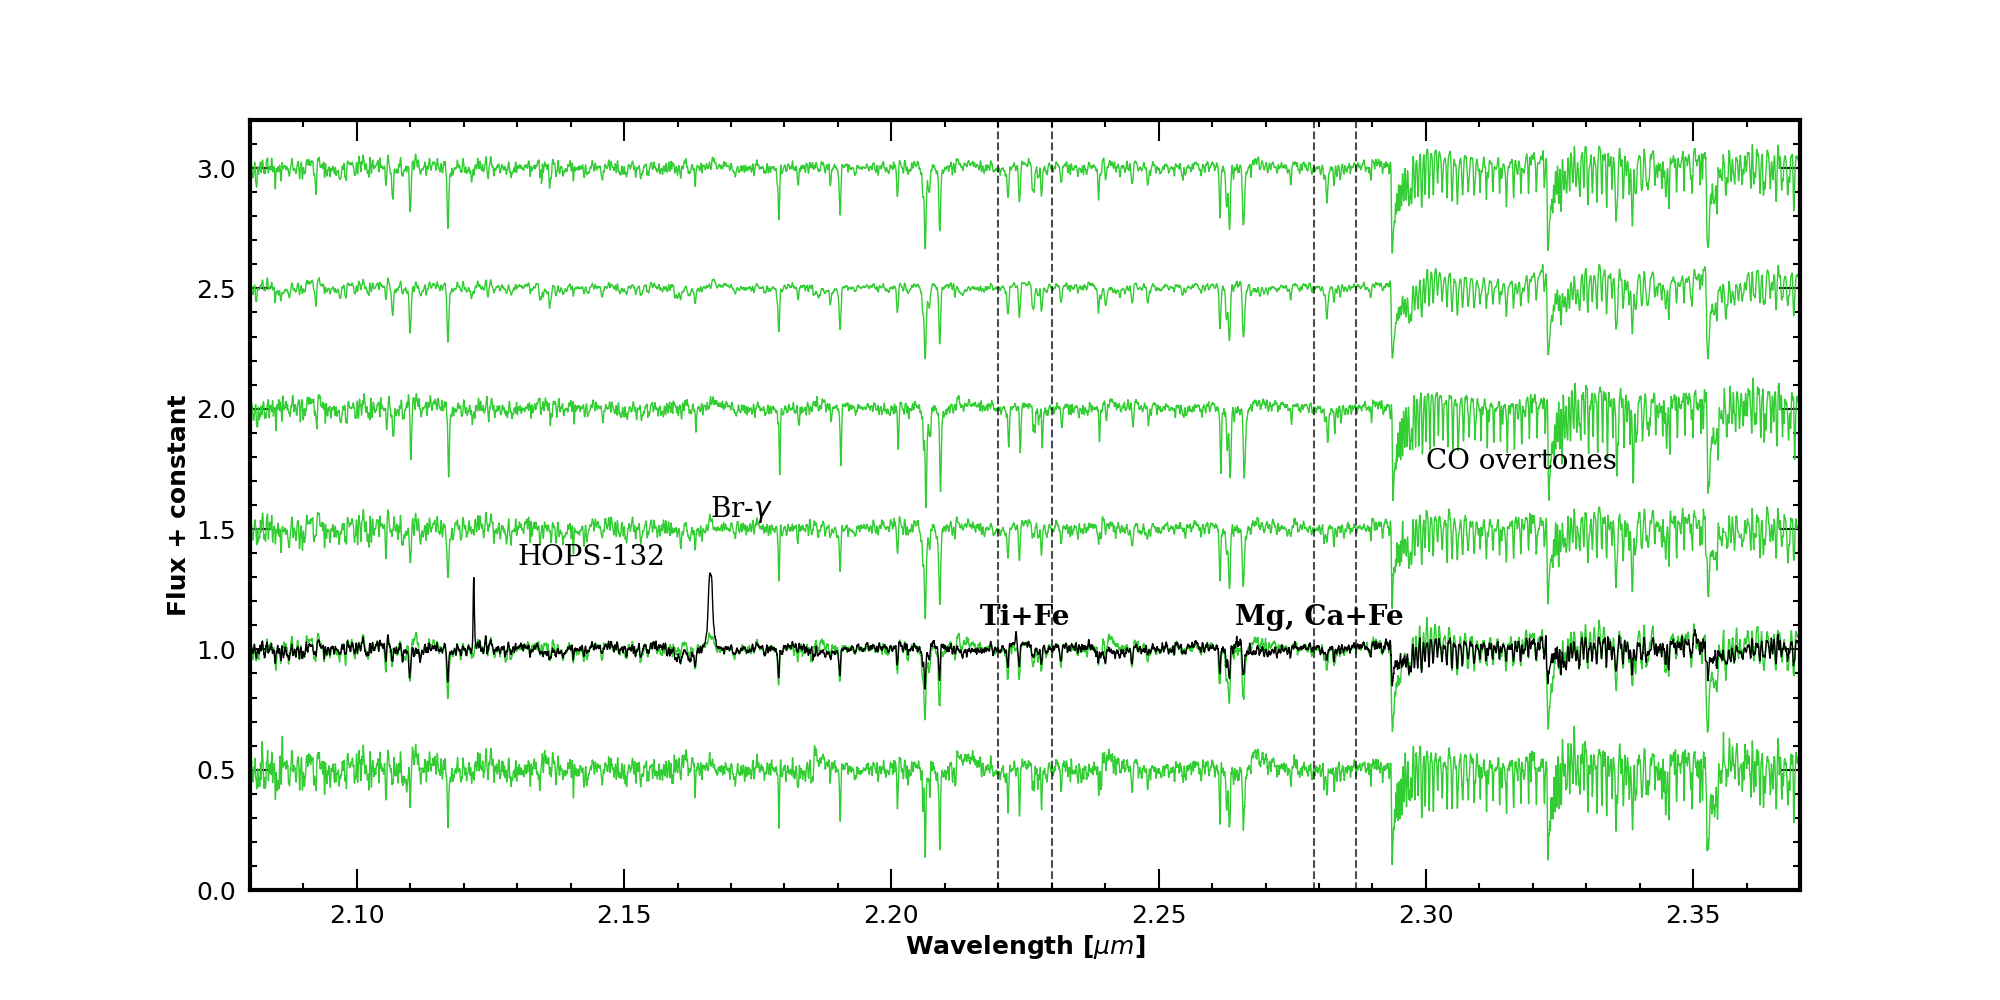 3.0
2.5
2.0
CO overtones
Br-γ
1.5
HOPS-132
Ti+Fe Mg, Ca+Fe
1.0
0.5
0.0
Flux + constant
2.10 2.15 2.20 2.25 2.30 2.35
Wavelength [μm]